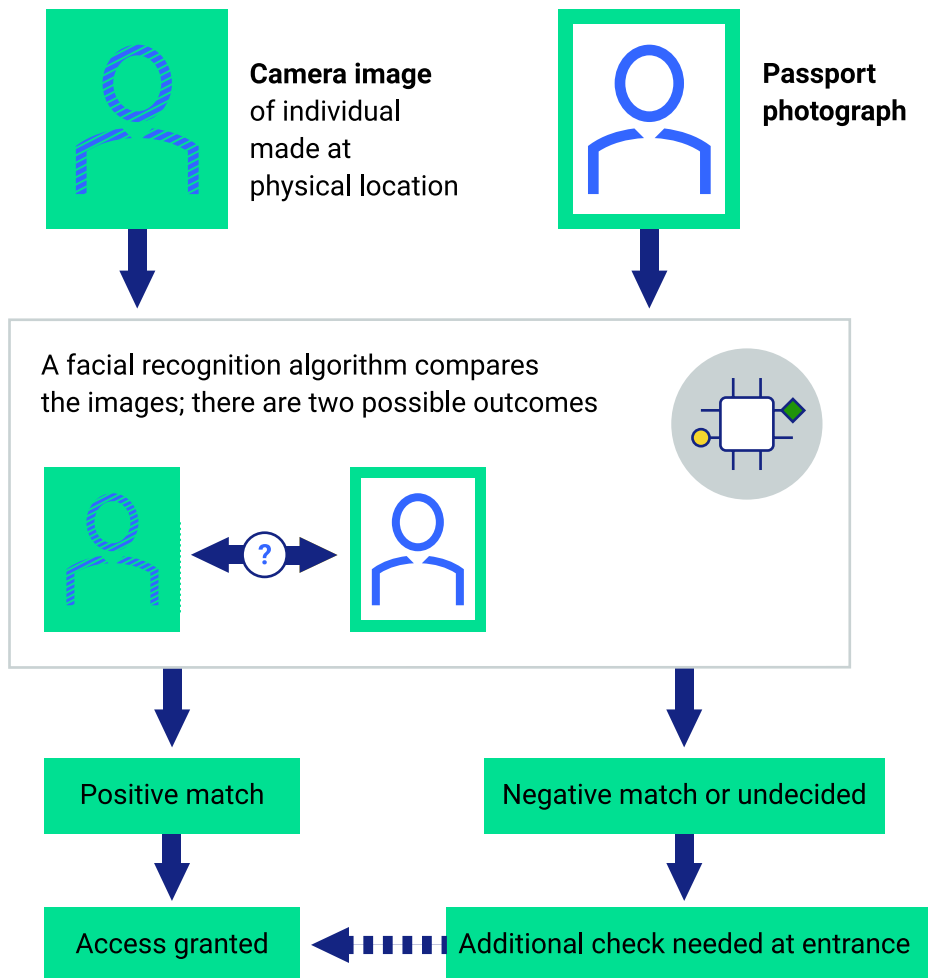 Camera image
of individual
made at
physical location
Passport
photograph
A facial recognition algorithm compares
the images; there are two possible outcomes
?
Positive match
Negative match or undecided
Access granted
Additional check needed at entrance